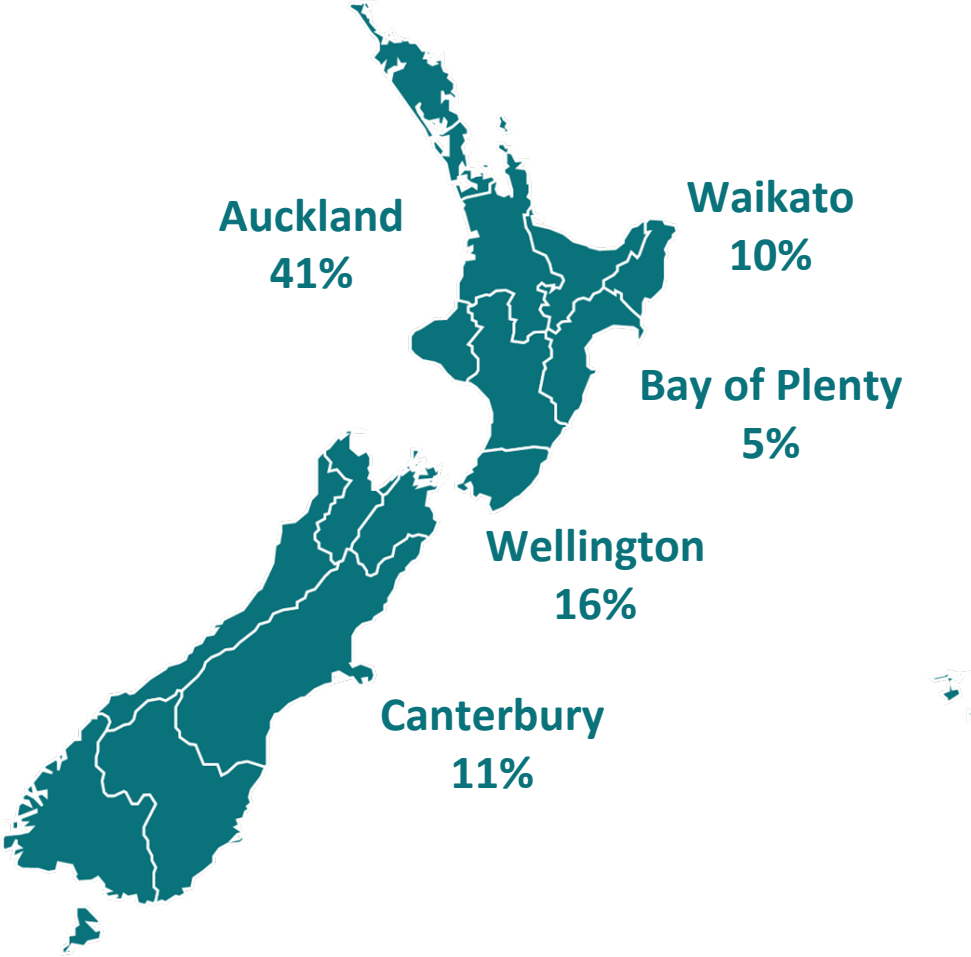 Auckland
41%
Waikato
10%
Bay of Plenty
5%
Wellington
16%
Canterbury
11%